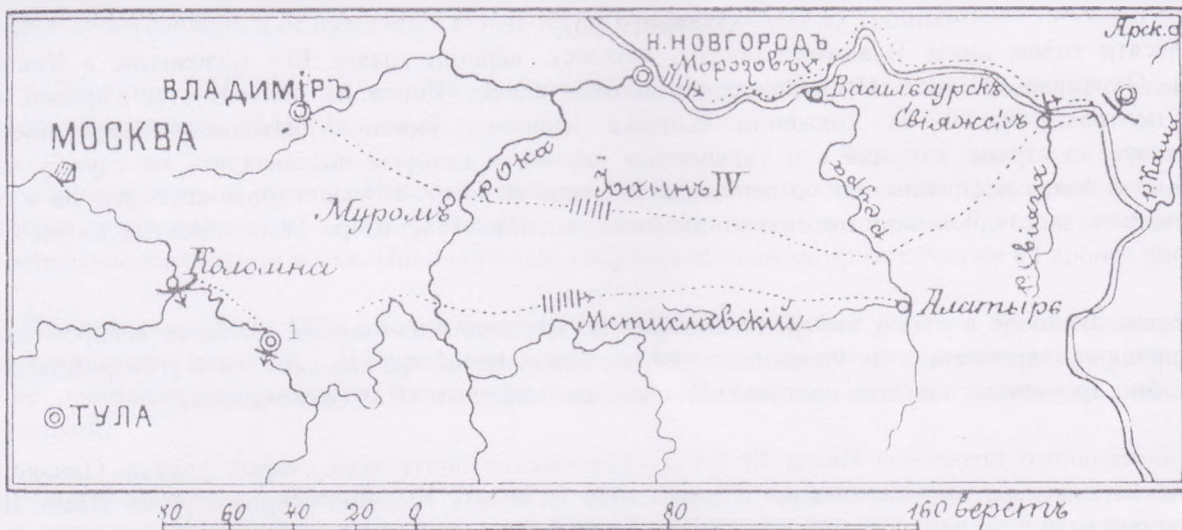 Н. НОВГОРОДЪ
Арск.
Морозовъ
ВЛАДИМІРЪ
Васильсурскъ
МОСКВА
Свіяжскъ
р. Ока
Іоаннъ IV
Муромъ
р. Сура
р. Свіяга
р. Кама
Коломна
Мстиславскій
Алатырь
ТУЛА
80 60 40 20 0 80 160 верстъ